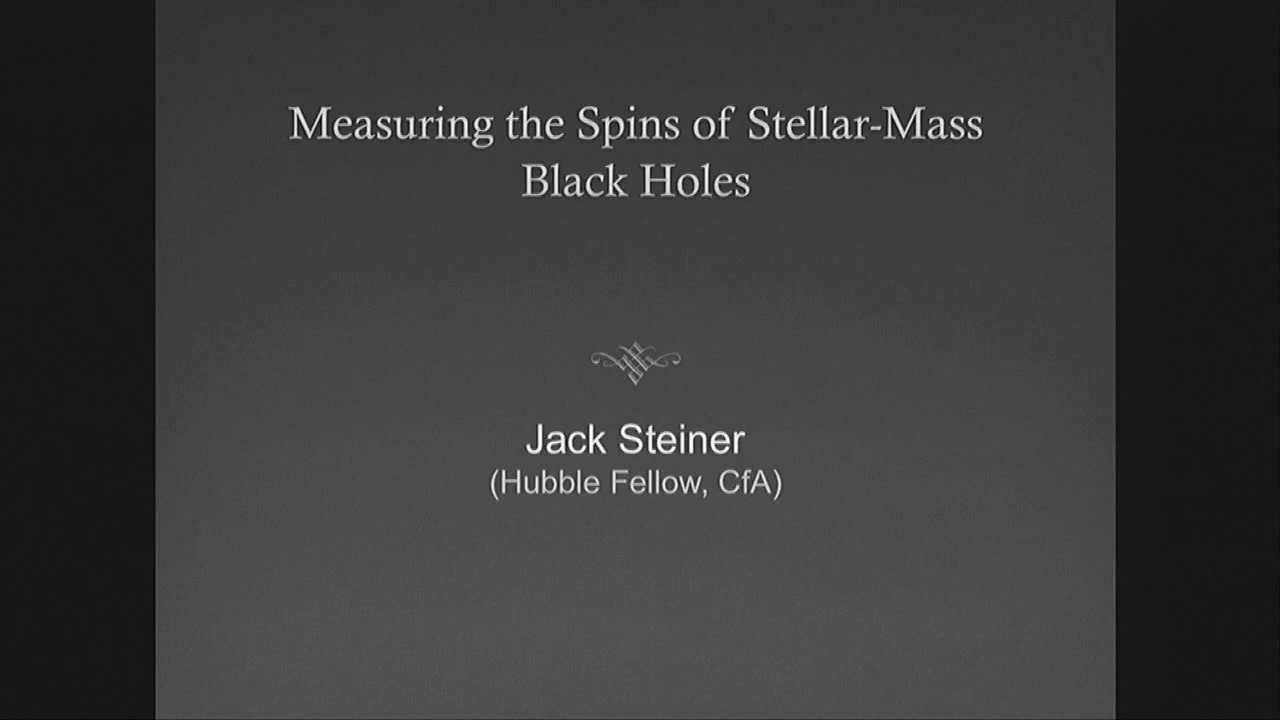 Measuring the Spins of Stellar-Mass
Black Holes
Jack Steiner
(Hubble Fellow, CfA)